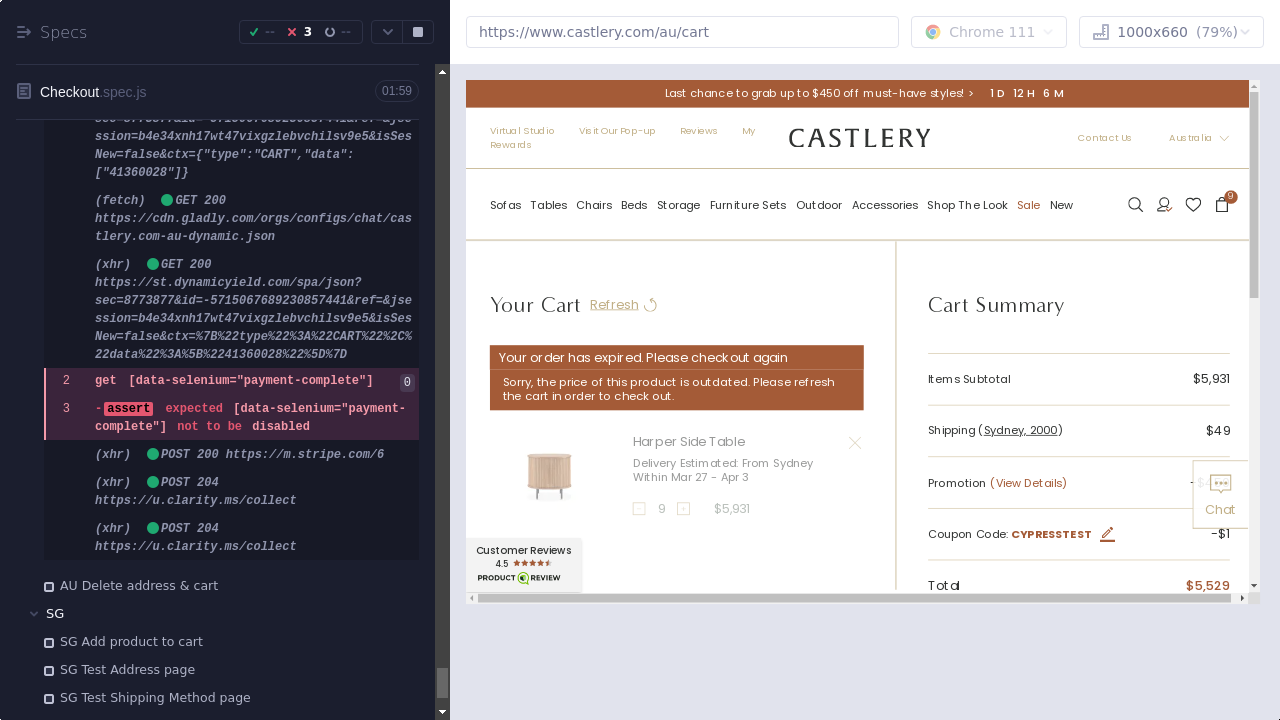 Specs
-- 3 --
https://www.castlery.com/au/cart
Chrome 111
1000x660 (79%)
Checkout.spec.js
01:59
ssion=b4e34xnh17wt47vixgzlebvchilsv9e5&isSes
New=false&ctx={"type":"CART","data":
["41360028"]}
(fetch) GET 200
https://cdn.gladly.com/orgs/configs/chat/cas
tlery.com-au-dynamic.json
(xhr) GET 200
https://st.dynamicyield.com/spa/json?
sec=8773877&id=-5715067689230857441&ref=&jse
ssion=b4e34xnh17wt47vixgzlebvchilsv9e5&isSes
New=false&ctx=%7B%22type%22%3A%22CART%22%2C%
22data%22%3A%5B%2241360028%22%5D%7D
2 get [data-selenium="payment-complete"] 0
3 -assert expected [data-selenium="payment-
complete"] not to be disabled
(xhr) POST 200 https://m.stripe.com/6
(xhr) POST 204
https://u.clarity.ms/collect
(xhr) POST 204
https://u.clarity.ms/collect
AU Delete address & cart
SG
SG Add product to cart
SG Test Address page
SG Test Shipping Method page
Last chance to grab up to $450 off must-have styles! > 1 D 12 H 6 M
Virtual Studio Visit Our Pop-up Reviews My
Rewards
CASTLERY
Contact Us Australia
Sofas Tables Chairs Beds Storage Furniture Sets Outdoor Accessories Shop The Look Sale New
9
Your Cart Refresh
Your order has expired. Please checkout again
Sorry, the price of this product is outdated. Please refresh
the cart in order to check out.
Harper Side Table
Delivery Estimated: From Sydney
Within Mar 27 - Apr 3
- 9 + $5,931
Customer Reviews
4.5
PRODUCT REVIEW
Cart Summary
Items Subtotal $5,931
Shipping (Sydney, 2000) $49
Promotion (View Details)
Chat
Coupon Code: CYPRESSTEST -$1
Total $5,529